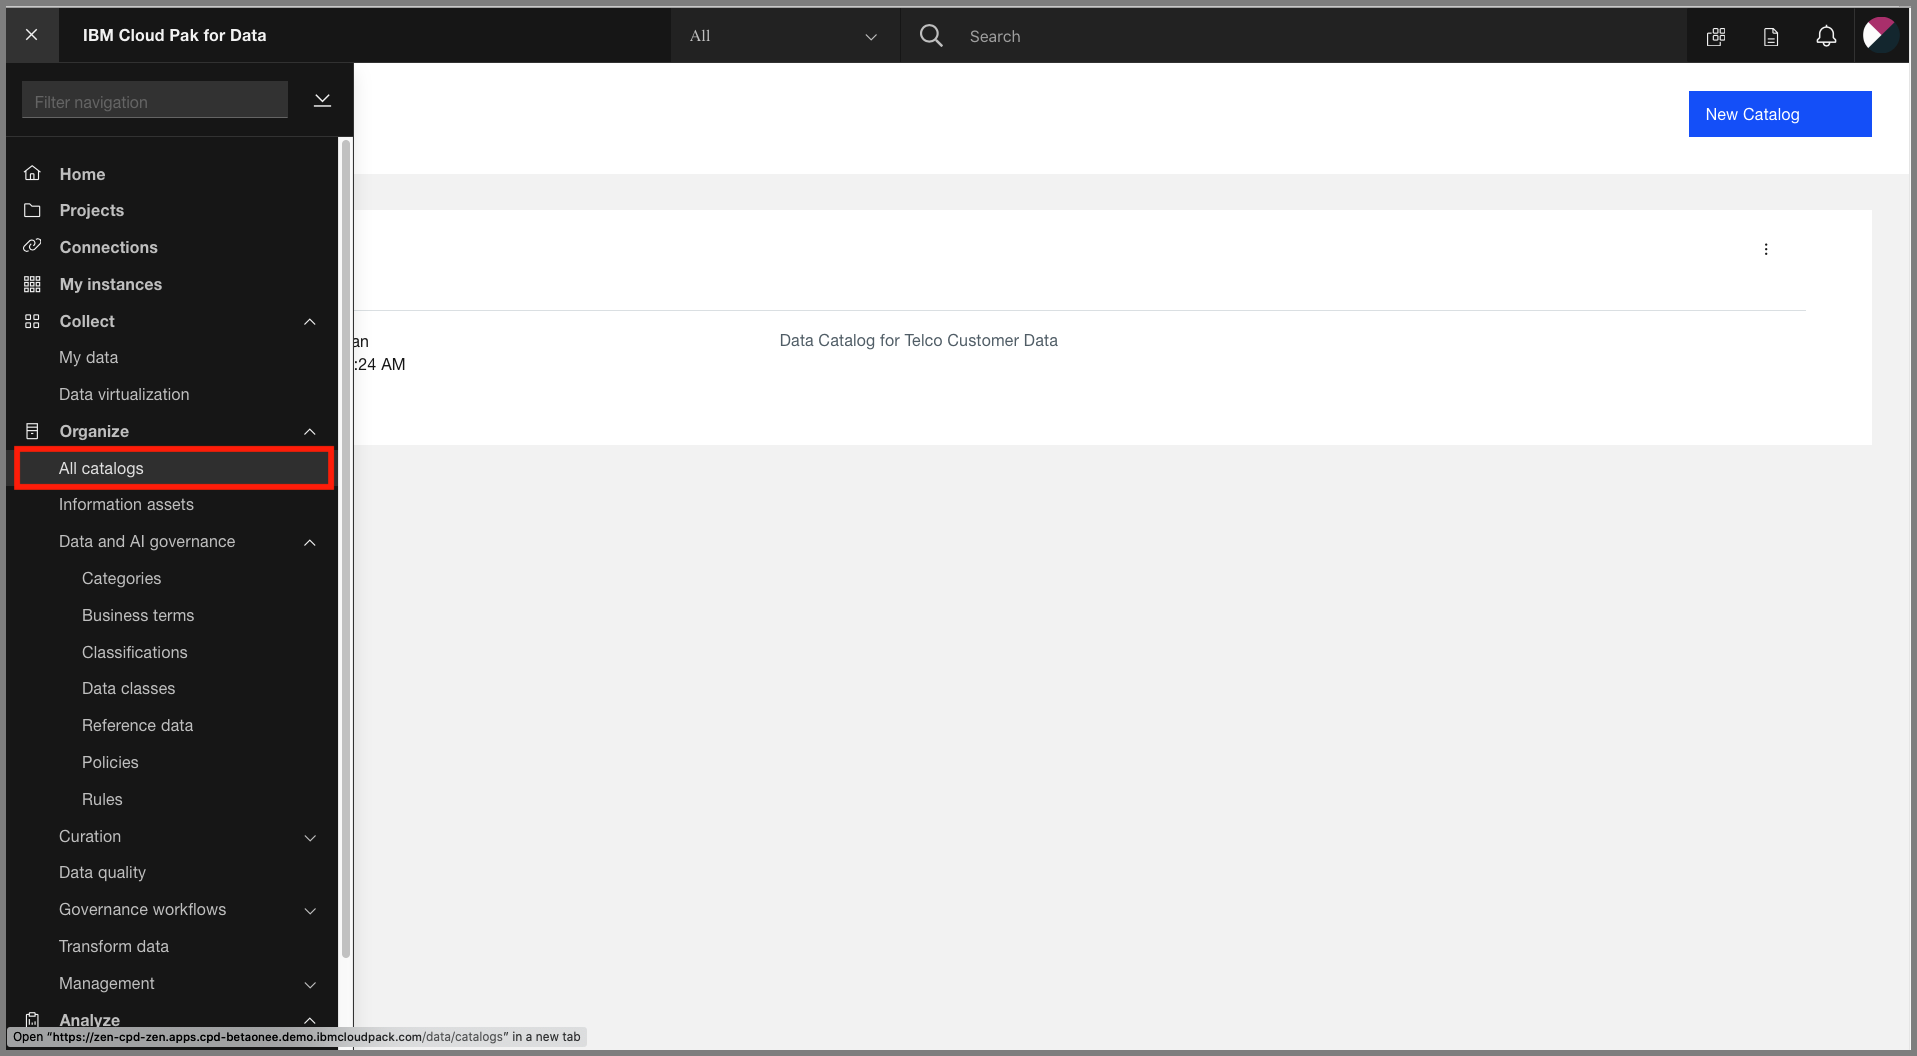 IBM Cloud Pak for Data
All
Search
Filter navigation
New Catalog
Home
Projects
Connections
My instances
Collect
My data
Data virtualization
Organize
All catalogs
Information assets
Data and AI governance
Categories
Business terms
Classifications
Data classes
Reference data
Policies
Rules
Curation
Data quality
Governance workflows
Transform data
Management
Analyze
an
:24 AM
Data Catalog for Telco Customer Data
Open “https://zen-cpd-zen.apps.cpd-betaonee.demo.ibmcloudpack.com/data/catalogs” in a new tab